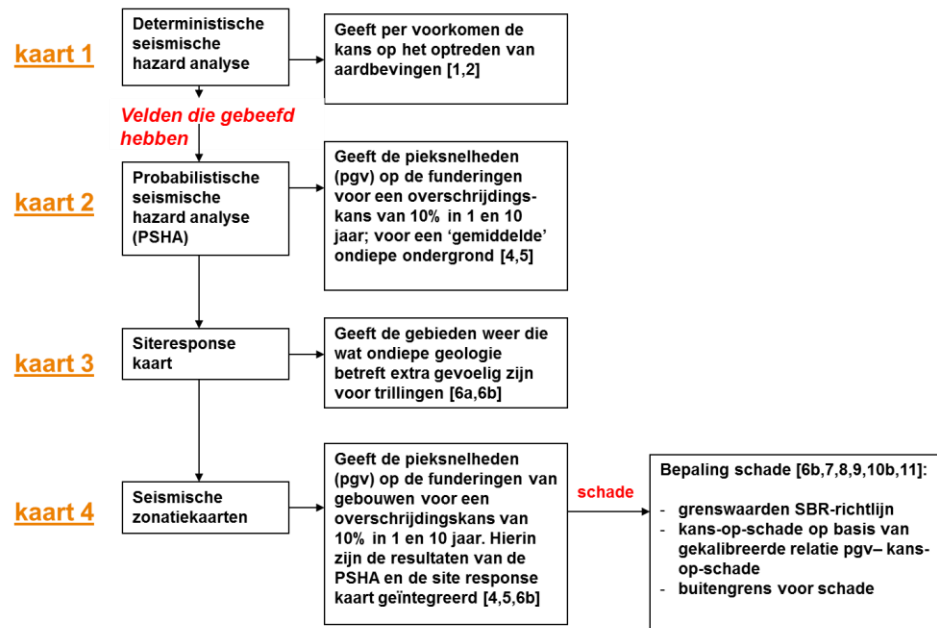 kaart 1
Deterministische
seismische
hazard analyse
Geeft per voorkomen de
kans op het optreden van
aardbevingen [1,2]
Velden die gebeefd
hebben
kaart 2
Probabilistische
seismische
hazard analyse
(PSHA)
Geeft de pieksnelheden
(pgv) op de funderingen
voor een overschrijdings-
kans van 10% in 1 en 10
jaar; voor een ‘gemiddelde’
ondiepe ondergrond [4,5]
kaart 3
Siteresponse
kaart
Geeft de gebieden weer die
wat ondiepe geologie
betreft extra gevoelig zijn
voor trillingen [6a,6b]
kaart 4
Seismische
zonatiekaarten
Geeft de pieksnelheden
(pgv) op de funderingen van
gebouwen voor een
overschrijdingskans van
10% in 1 en 10 jaar. Hierin
zijn de resultaten van de
PSHA en de site response
kaart geïntegreerd [4,5,6b]
schade
Bepaling schade [6b,7,8,9,10b,11]:
- grenswaarden SBR-richtlijn
- kans-op-schade op basis van
gekalibreerde relatie pgv– kans-
op-schade
- buitengrens voor schade